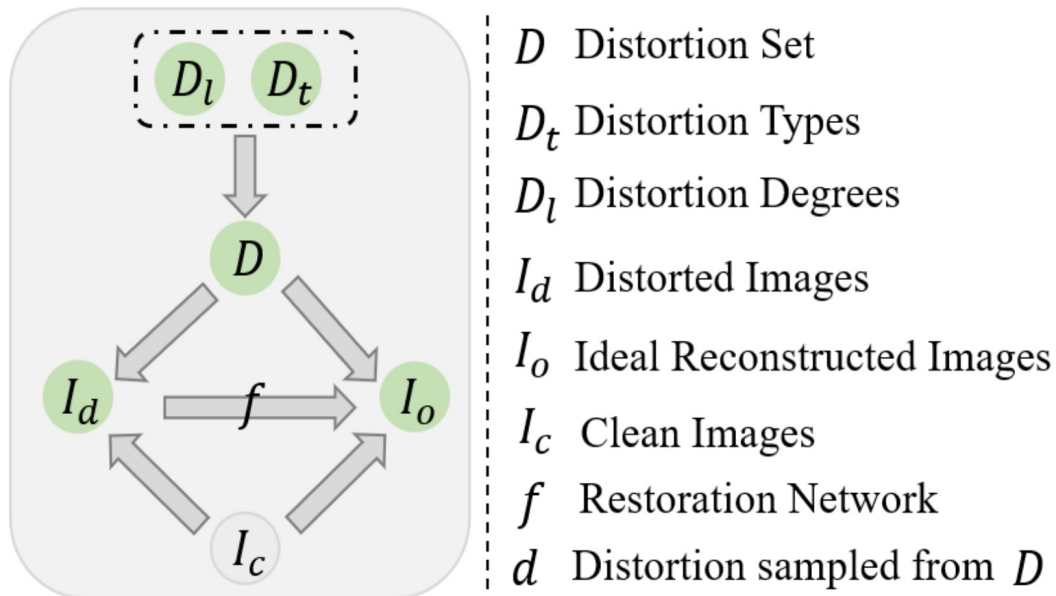 D_l D_t
D
I_d f I_o
I_c
D Distortion Set
D_t Distortion Types
D_l Distortion Degrees
I_d Distorted Images
I_o Ideal Reconstructed Images
I_c Clean Images
f Restoration Network
d Distortion sampled from D